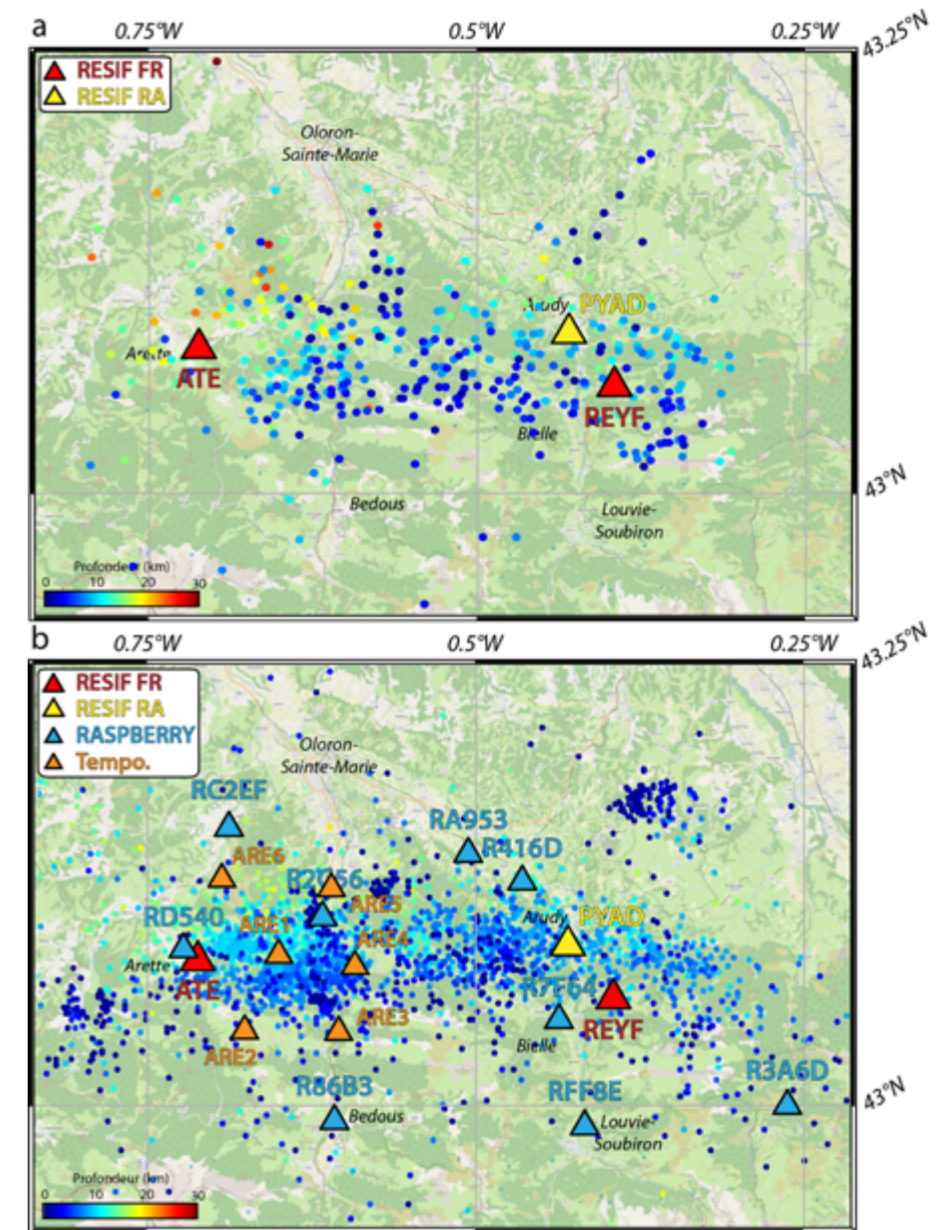 a
0.75°W 0.5°W 0.25°W
43.25°N
RESIF FR
RESIF RA
Oloron-
Sainte-Marie
Arudy PYAD
Arette
ATE
REYF
Bielle
43°N
Bedous
Louvie-
Soubiron
Profondeur (km)
0 10 20 30
b
0.75°W 0.5°W 0.25°W
43.25°N
RESIF FR
RESIF RA
RASPBERRY
Tempo.
Oloron-
Sainte-Marie
RC2EF
RA953
R416D
ARE6
ARE5
RD540
ARE1
Arudy PYAD
ARE4
Arette
ATE
R7F64
ARE3
REYF
ARE2
Bielle
R86B3
RFF8E
R3A6D
43°N
Bedous
Louvie-
Soubiron
Profondeur (km)
0 10 20 30